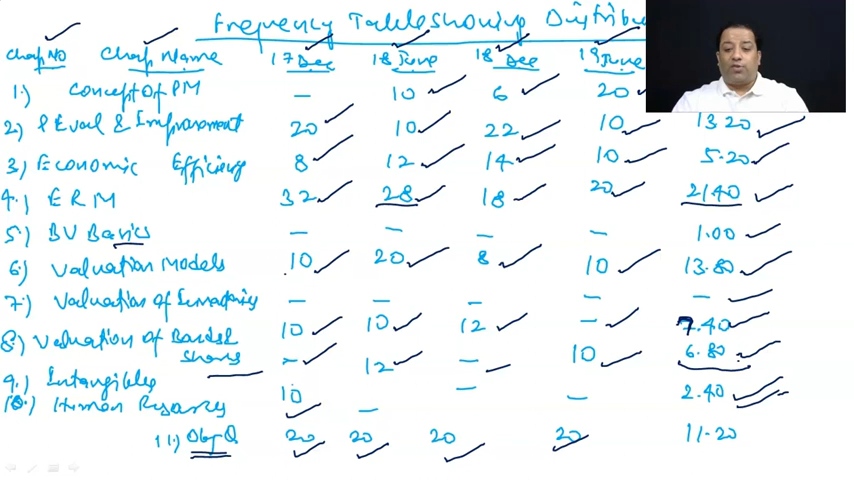 Frequency Table showing Distribu
Chap NO Chap Name 17 Dec 18 June 18 Dec 19 June
1.) Concept Of PM — 10 6 20
2) PEval & Improvement 20 10 22 10 13.20
3) Economic Efficiency 8 12 14 10 5.20
4.) ERM 32 28 18 20 21.40
5.) BV Basics — — — — 1.00
6.) Valuation Models 10 20 8 10 13.80
7.) Valuation of — — — — —
8) Valuation of Bonds & Shares 10 10 12 — 7.40
9.) Intangibles — 12 — 10 6.80
10.) Human Resources 10 — — — 2.40
11.) Obj Q 20 20 20 20 11.20